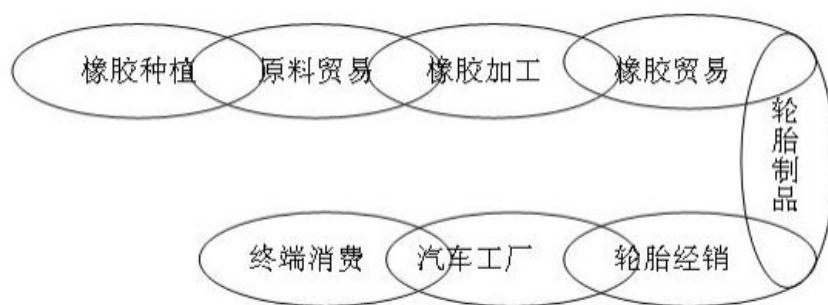 橡胶种植
原料贸易
橡胶加工
橡胶贸易
轮胎制品
轮胎经销
汽车工厂
终端消费